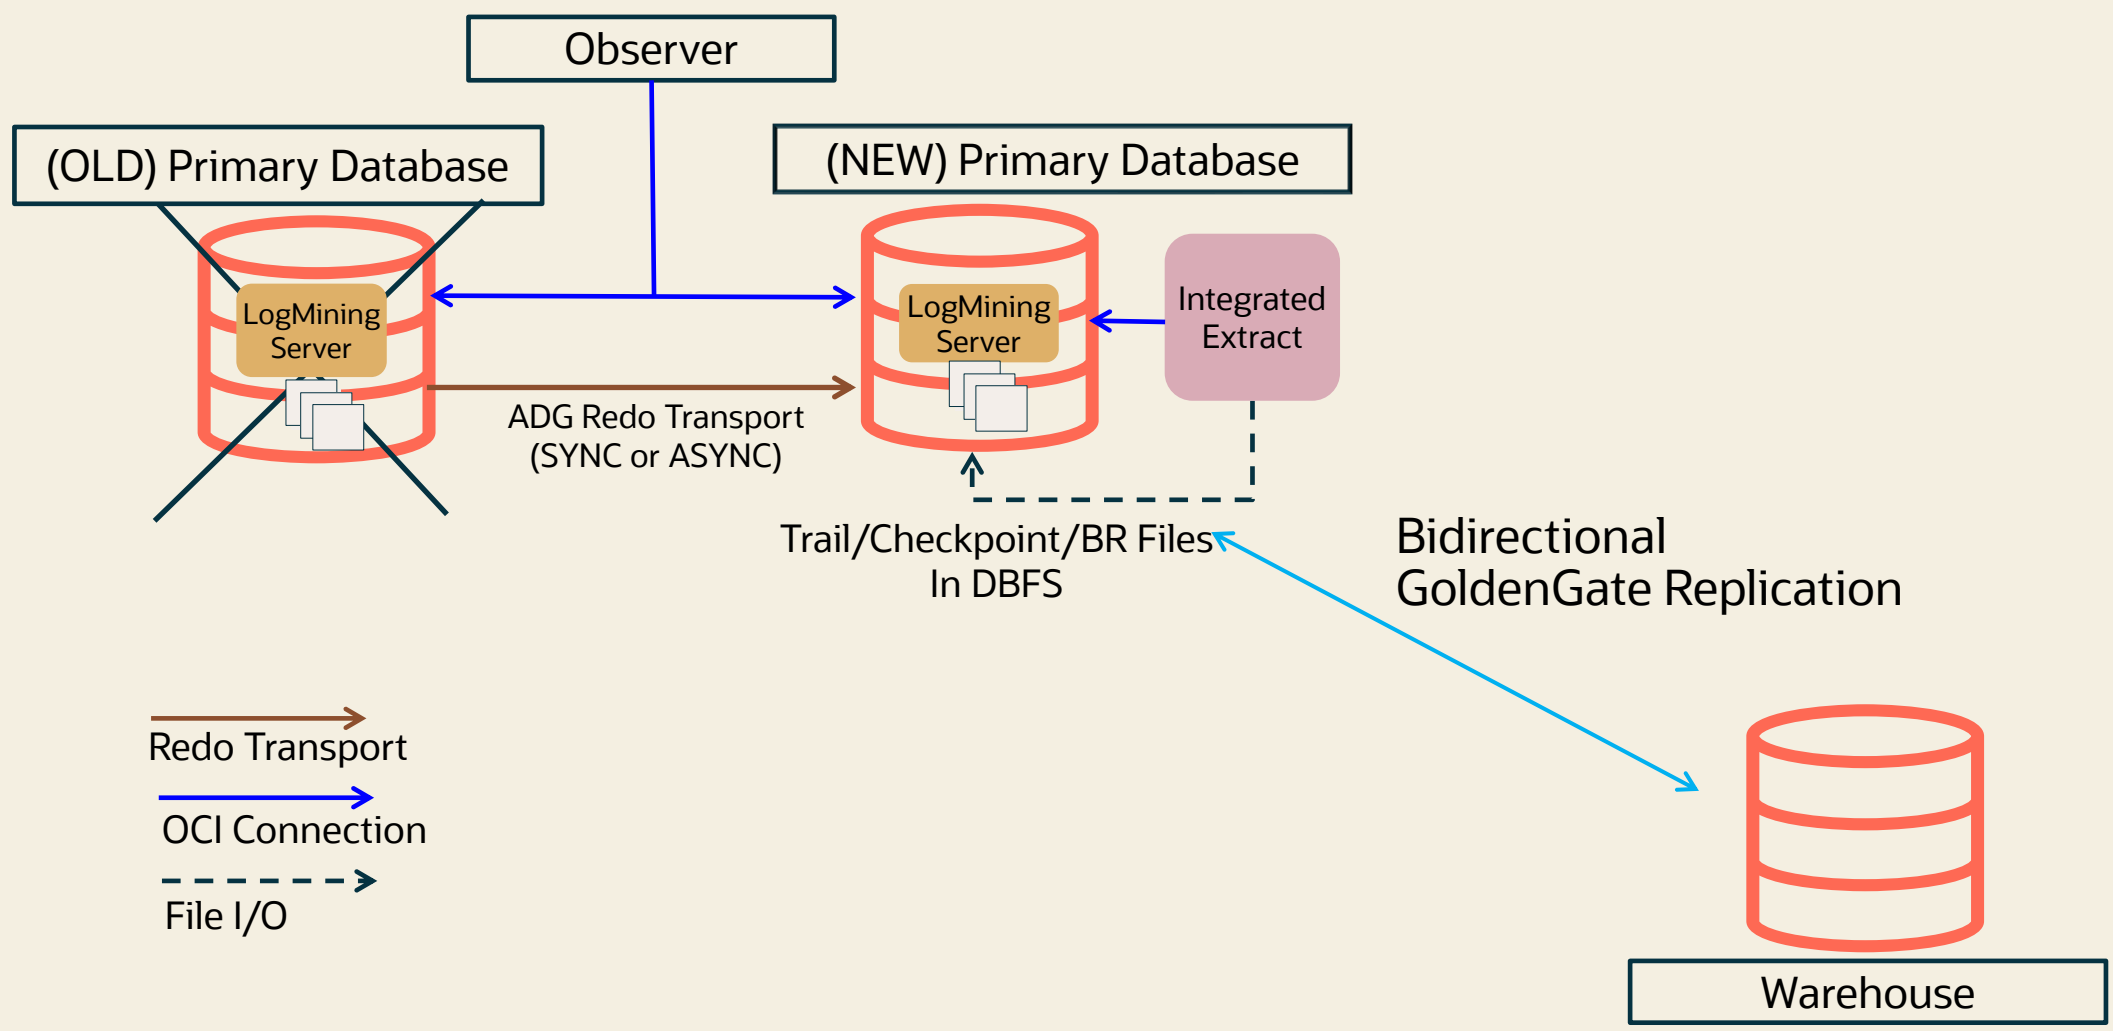 Observer
(OLD) Primary Database
(NEW) Primary Database
LogMining
Server
LogMining
Server
Integrated
Extract
ADG Redo Transport
(SYNC or ASYNC)
Trail/Checkpoint/BR Files
In DBFS
Bidirectional
GoldenGate Replication
Redo Transport
OCI Connection
File I/O
Warehouse